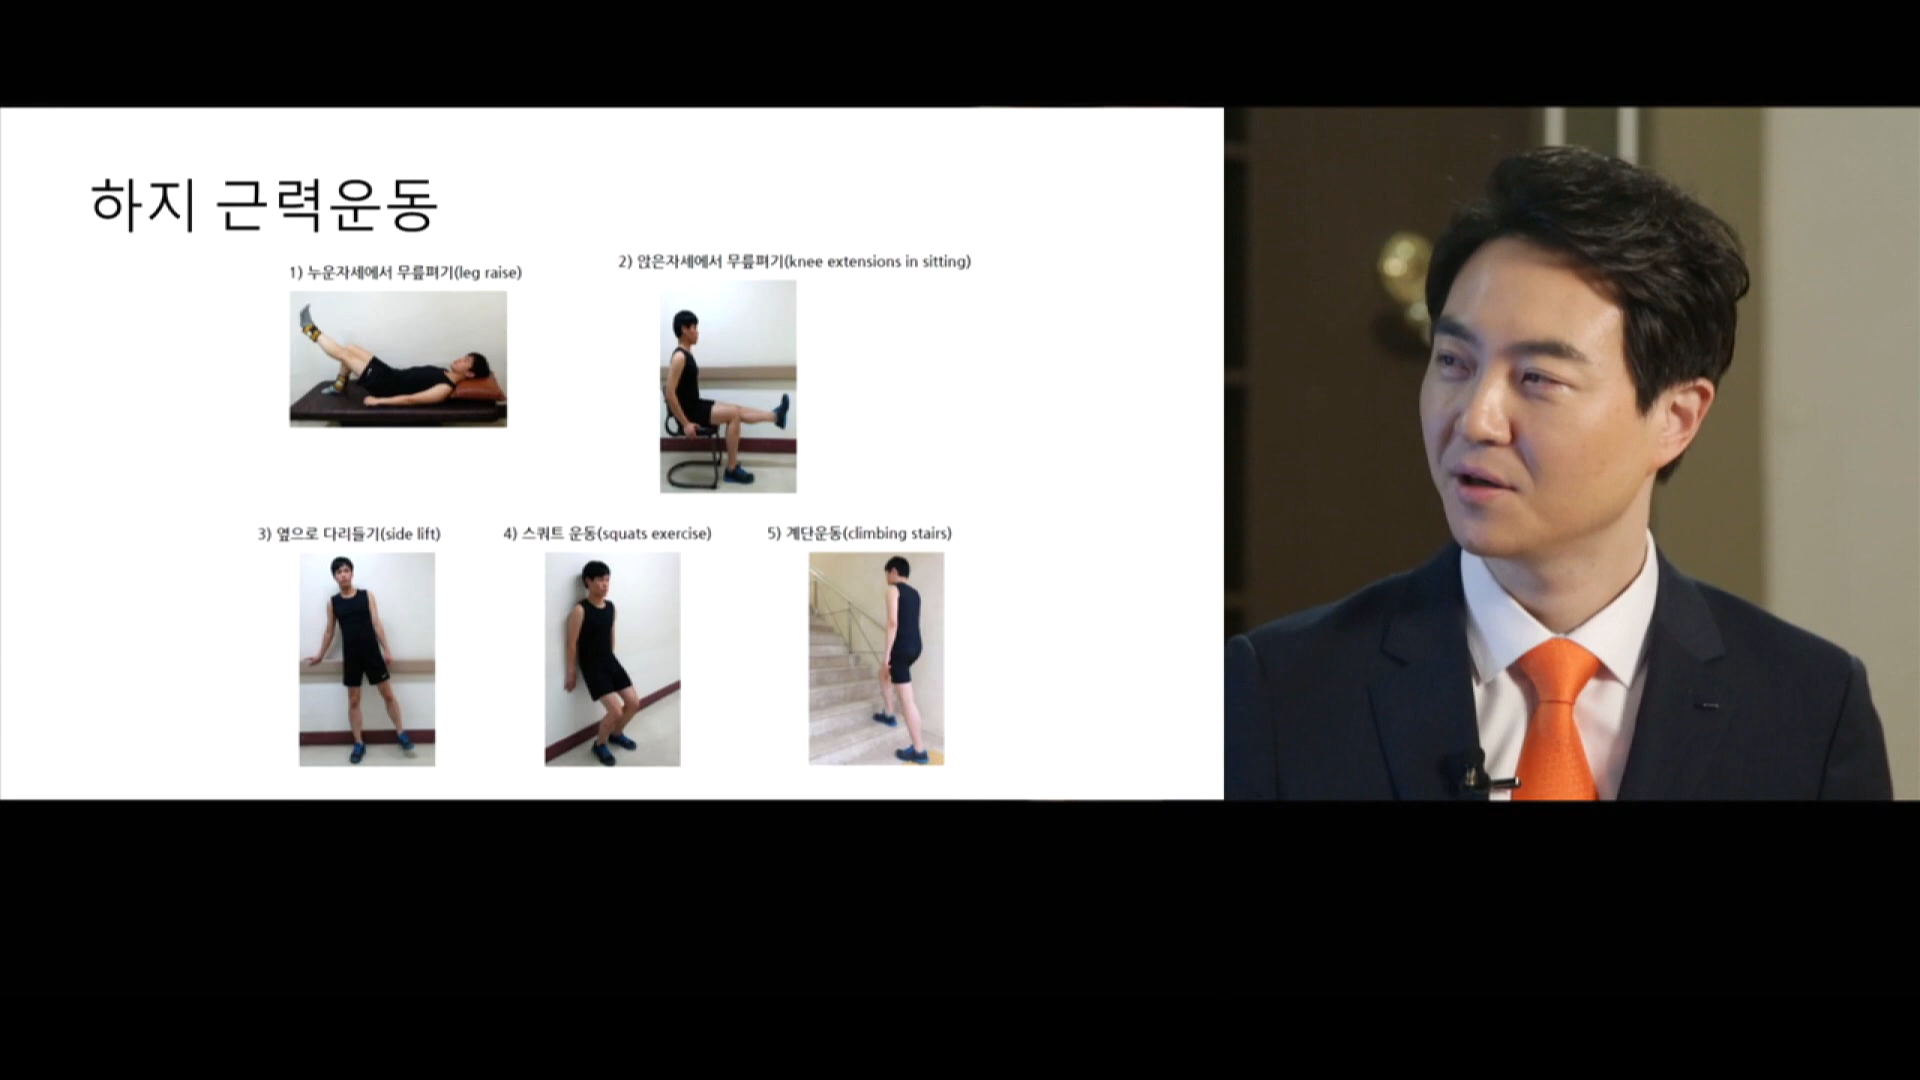 하지 근력운동
1) 누운자세에서 무릎펴기(leg raise)
2) 앉은자세에서 무릎펴기(knee extensions in sitting)
3) 옆으로 다리들기(side lift)
4) 스쿼트 운동(squats exercise)
5) 계단운동(climbing stairs)